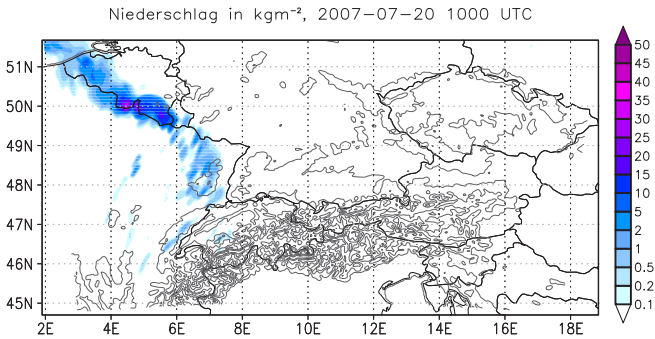 Niederschlag in kgm⁻², 2007−07−20 1000 UTC
51N
50N
49N
48N
47N
46N
45N
2E 4E 6E 8E 10E 12E 14E 16E 18E
50
45
40
35
30
25
20
15
10
5
2
1
0.5
0.2
0.1